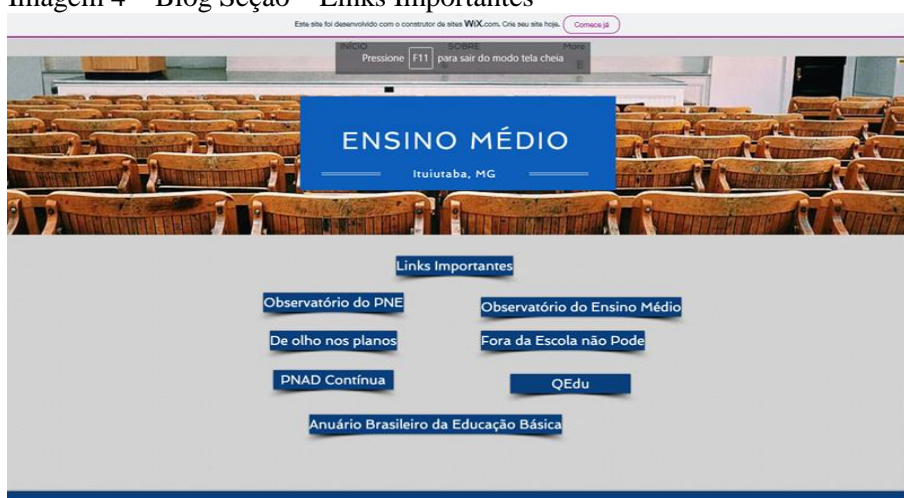 Imagem 4 – Blog Seção – Links Importantes
Este site foi desenvolvido com o construtor de sites WiX.com. Crie seu site hoje. Comece já
INÍCIO SOBRE More
Pressione F11 para sair do modo tela cheia
ENSINO MÉDIO
Ituiutaba, MG
Links Importantes
Observatório do PNE
Observatório do Ensino Médio
De olho nos planos
Fora da Escola não Pode
PNAD Contínua
QEdu
Anuário Brasileiro da Educação Básica